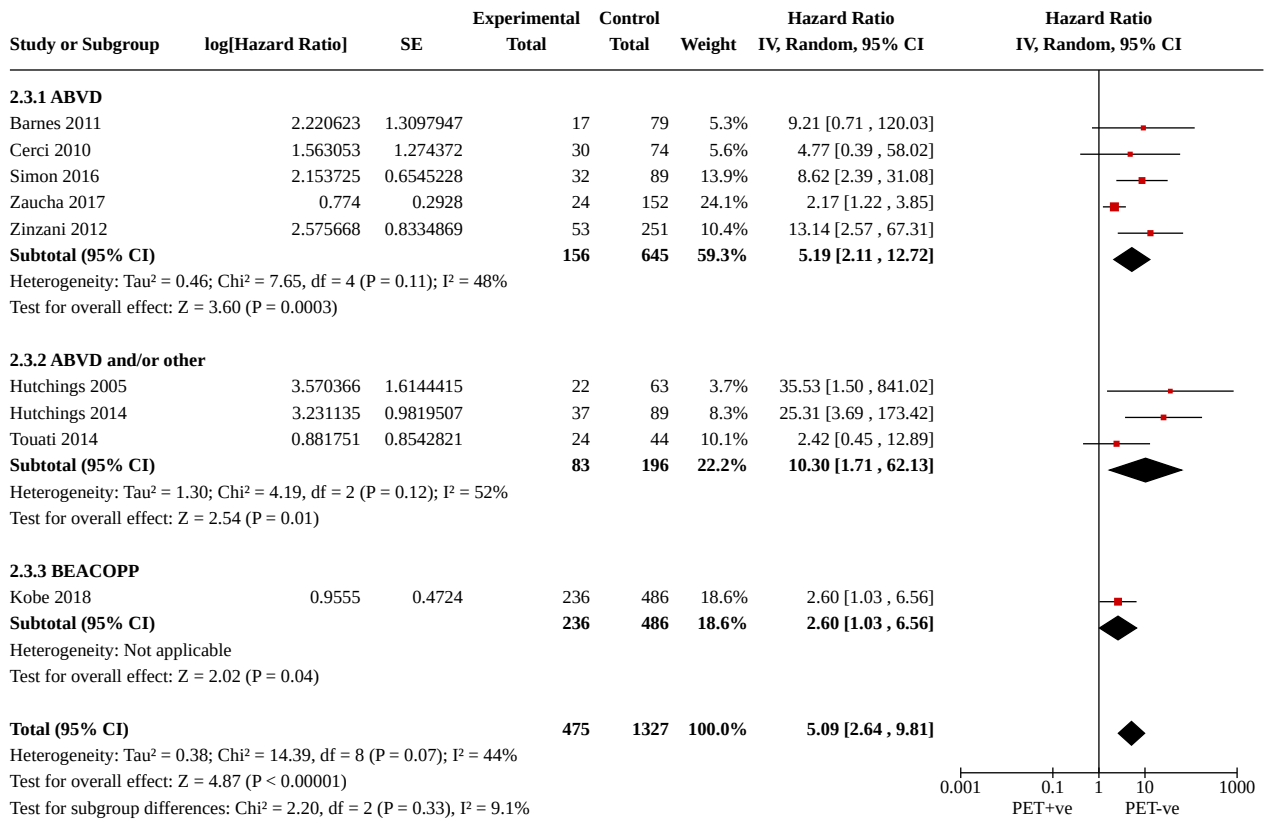 Experimental Control Hazard Ratio Hazard Ratio
Study or Subgroup log[Hazard Ratio] SE Total Total Weight IV, Random, 95% CI IV, Random, 95% CI
2.3.1 ABVD
Barnes 2011 2.220623 1.3097947 17 79 5.3% 9.21 [0.71 , 120.03]
Cerci 2010 1.563053 1.274372 30 74 5.6% 4.77 [0.39 , 58.02]
Simon 2016 2.153725 0.6545228 32 89 13.9% 8.62 [2.39 , 31.08]
Zaucha 2017 0.774 0.2928 24 152 24.1% 2.17 [1.22 , 3.85]
Zinzani 2012 2.575668 0.8334869 53 251 10.4% 13.14 [2.57 , 67.31]
Subtotal (95% CI) 156 645 59.3% 5.19 [2.11 , 12.72]
Heterogeneity: Tau² = 0.46; Chi² = 7.65, df = 4 (P = 0.11); I² = 48%
Test for overall effect: Z = 3.60 (P = 0.0003)
2.3.2 ABVD and/or other
Hutchings 2005 3.570366 1.6144415 22 63 3.7% 35.53 [1.50 , 841.02]
Hutchings 2014 3.231135 0.9819507 37 89 8.3% 25.31 [3.69 , 173.42]
Touati 2014 0.881751 0.8542821 24 44 10.1% 2.42 [0.45 , 12.89]
Subtotal (95% CI) 83 196 22.2% 10.30 [1.71 , 62.13]
Heterogeneity: Tau² = 1.30; Chi² = 4.19, df = 2 (P = 0.12); I² = 52%
Test for overall effect: Z = 2.54 (P = 0.01)
2.3.3 BEACOPP
Kobe 2018 0.9555 0.4724 236 486 18.6% 2.60 [1.03 , 6.56]
Subtotal (95% CI) 236 486 18.6% 2.60 [1.03 , 6.56]
Heterogeneity: Not applicable
Test for overall effect: Z = 2.02 (P = 0.04)
Total (95% CI) 475 1327 100.0% 5.09 [2.64 , 9.81]
Heterogeneity: Tau² = 0.38; Chi² = 14.39, df = 8 (P = 0.07); I² = 44%
Test for overall effect: Z = 4.87 (P < 0.00001)
Test for subgroup differences: Chi² = 2.20, df = 2 (P = 0.33), I² = 9.1%
0.001 0.1 1 10 1000
PET+ve PET-ve